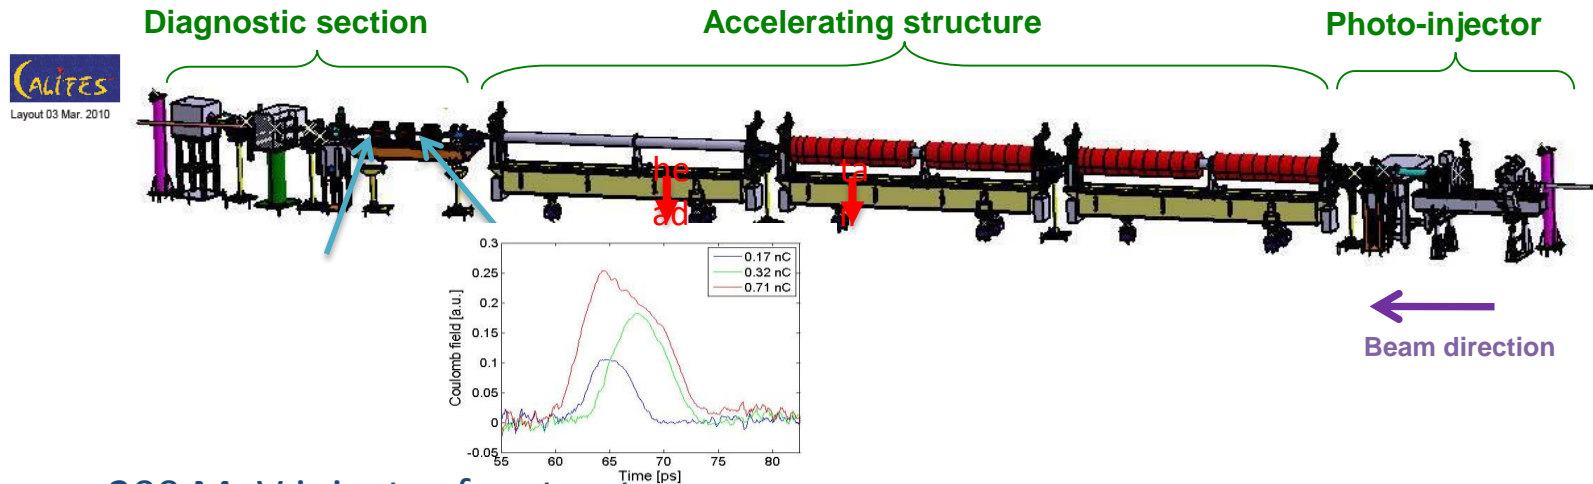 Diagnostic section
Accelerating structure
Photo-injector
CALIFES
Layout 03 Mar. 2010
he
ad
ta
Beam direction
0.3
0.25
0.2
0.15
0.1
0.05
0
-0.05
Coulomb field [a.u.]
0.17 nC
0.32 nC
0.71 nC
55
60
65
70
75
80
Time [ps]